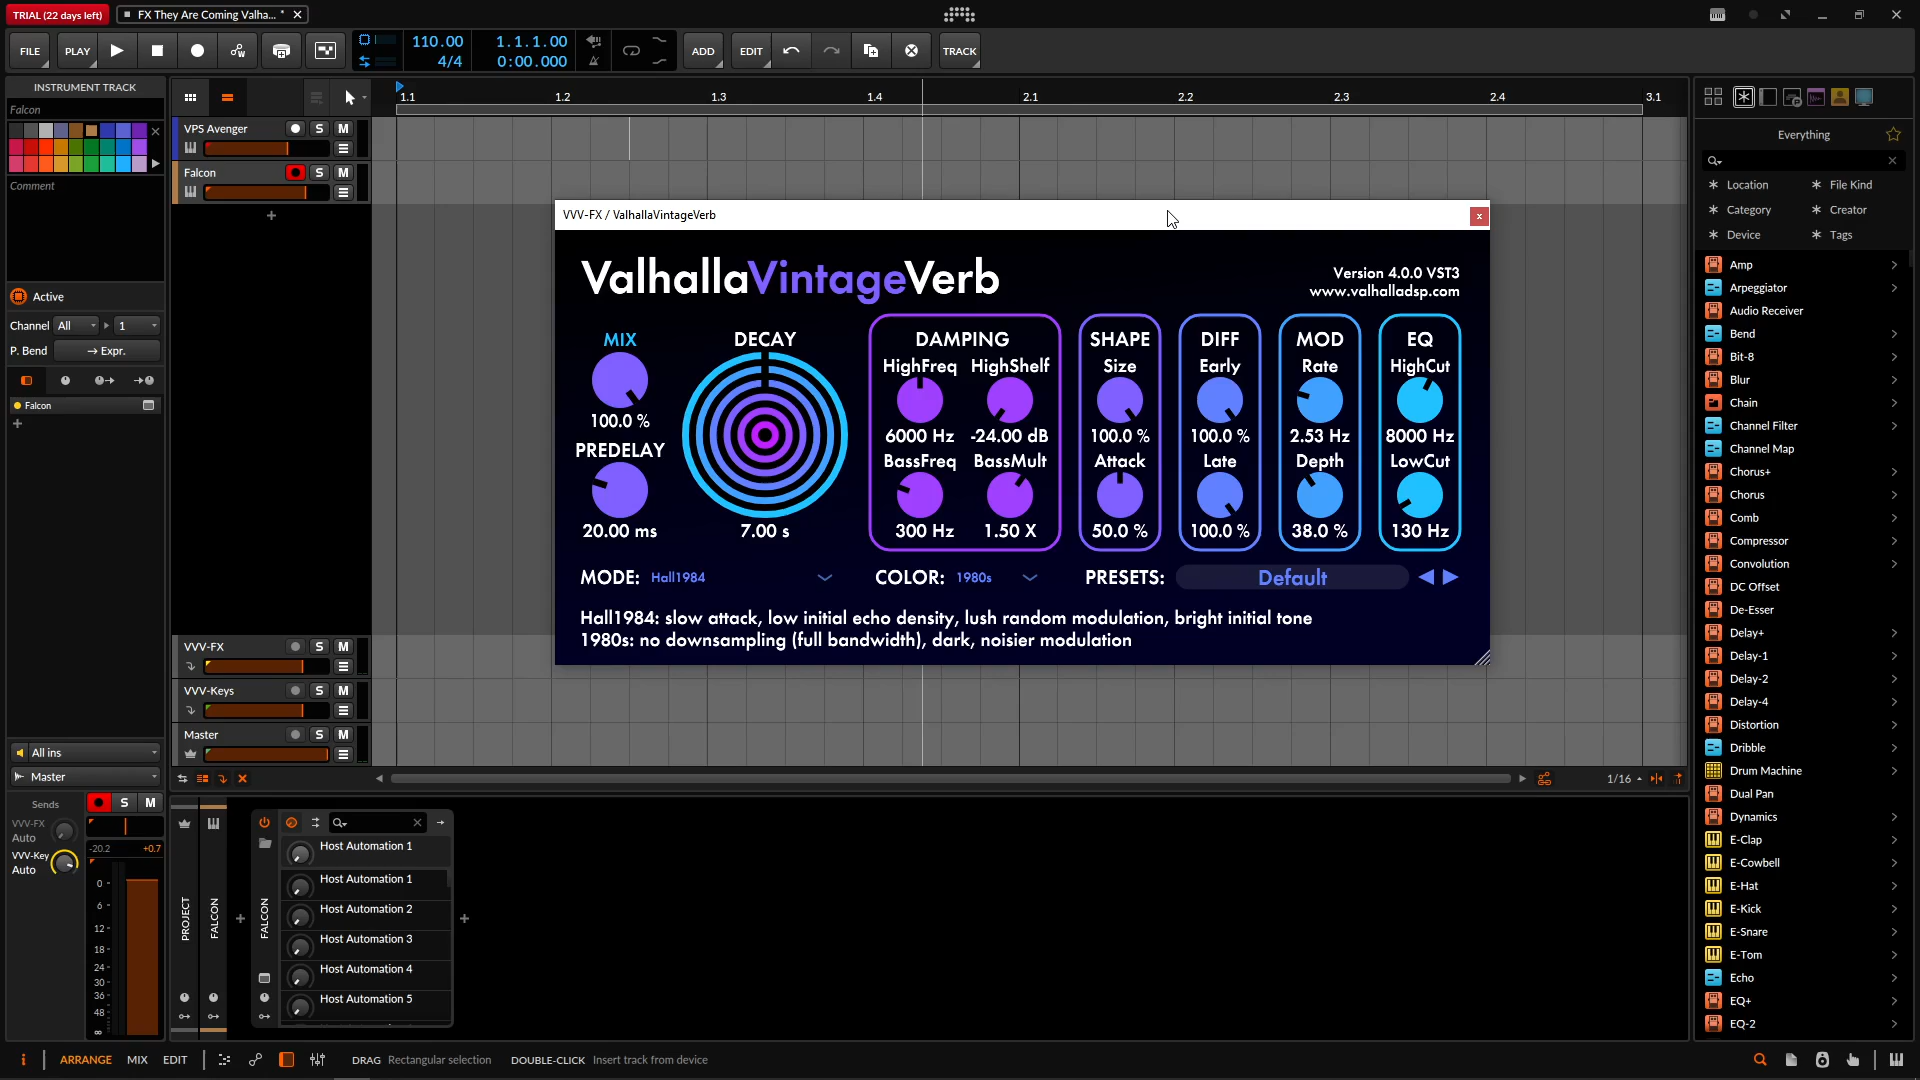 TRIAL (22 days left)
FX They Are Coming Valha... *
FILE
PLAY
110.00
4/4
1.1.1.00
0:00.000
ADD
EDIT
TRACK
INSTRUMENT TRACK
Falcon
Comment
Active
Channel All 1
P. Bend → Expr.
Falcon
All ins
Master
Sends S M
VVV-FX
Auto
VVV-Key
Auto
-20.2 +0.7
0
6
12
18
24
30
36
48
∞
1.1 1.2 1.3 1.4 2.1 2.2 2.3 2.4 3.1
VPS Avenger S M
Falcon S M
VVV-FX S M
VVV-Keys S M
Master S M
1/16
VVV-FX / ValhallaVintageVerb
ValhallaVintageVerb
Version 4.0.0 VST3
www.valhalladsp.com
MIX
100.0 %
PREDELAY
20.00 ms
DECAY
7.00 s
DAMPING
HighFreq HighShelf
6000 Hz -24.00 dB
BassFreq BassMult
300 Hz 1.50 X
SHAPE
Size
100.0 %
Attack
50.0 %
DIFF
Early
100.0 %
Late
100.0 %
MOD
Rate
2.53 Hz
Depth
38.0 %
EQ
HighCut
8000 Hz
LowCut
130 Hz
MODE: Hall1984 COLOR: 1980s PRESETS: Default
Hall1984: slow attack, low initial echo density, lush random modulation, bright initial tone
1980s: no downsampling (full bandwidth), dark, noisier modulation
PROJECT
FALCON
FALCON
Host Automation 1
Host Automation 1
Host Automation 2
Host Automation 3
Host Automation 4
Host Automation 5
Everything
Location File Kind
Category Creator
Device Tags
Amp
Arpeggiator
Audio Receiver
Bend
Bit-8
Blur
Chain
Channel Filter
Channel Map
Chorus+
Chorus
Comb
Compressor
Convolution
DC Offset
De-Esser
Delay+
Delay-1
Delay-2
Delay-4
Distortion
Dribble
Drum Machine
Dual Pan
Dynamics
E-Clap
E-Cowbell
E-Hat
E-Kick
E-Snare
E-Tom
Echo
EQ+
EQ-2
i ARRANGE MIX EDIT DRAG Rectangular selection DOUBLE-CLICK Insert track from device